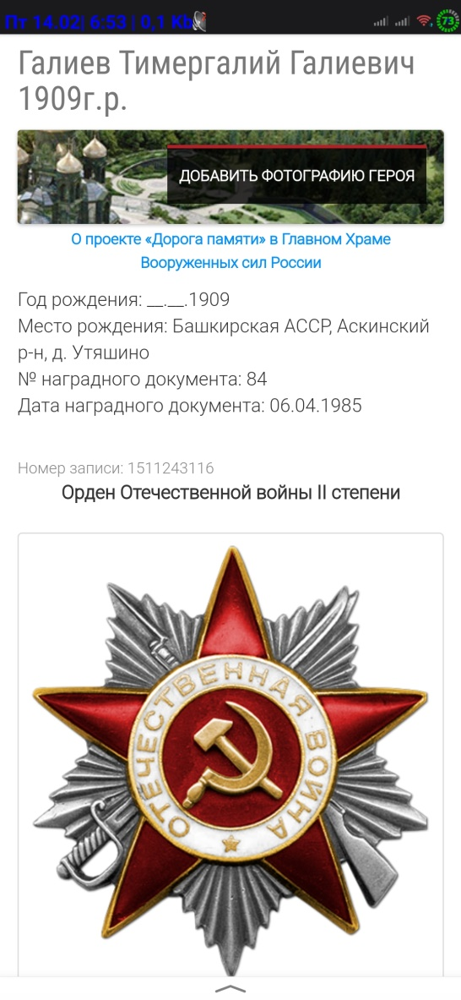 Пт 14.02| 6:53 | 0,1 Kb
73
Галиев Тимергалий Галиевич
1909г.р.
ДОБАВИТЬ ФОТОГРАФИЮ ГЕРОЯ
О проекте «Дорога памяти» в Главном Храме
Вооруженных сил России
Год рождения: __.__.1909
Место рождения: Башкирская АССР, Аскинский
р-н, д. Утяшино
№ наградного документа: 84
Дата наградного документа: 06.04.1985
Номер записи: 1511243116
Орден Отечественной войны II степени
ОТЕЧЕСТВЕННАЯ ВОЙНА